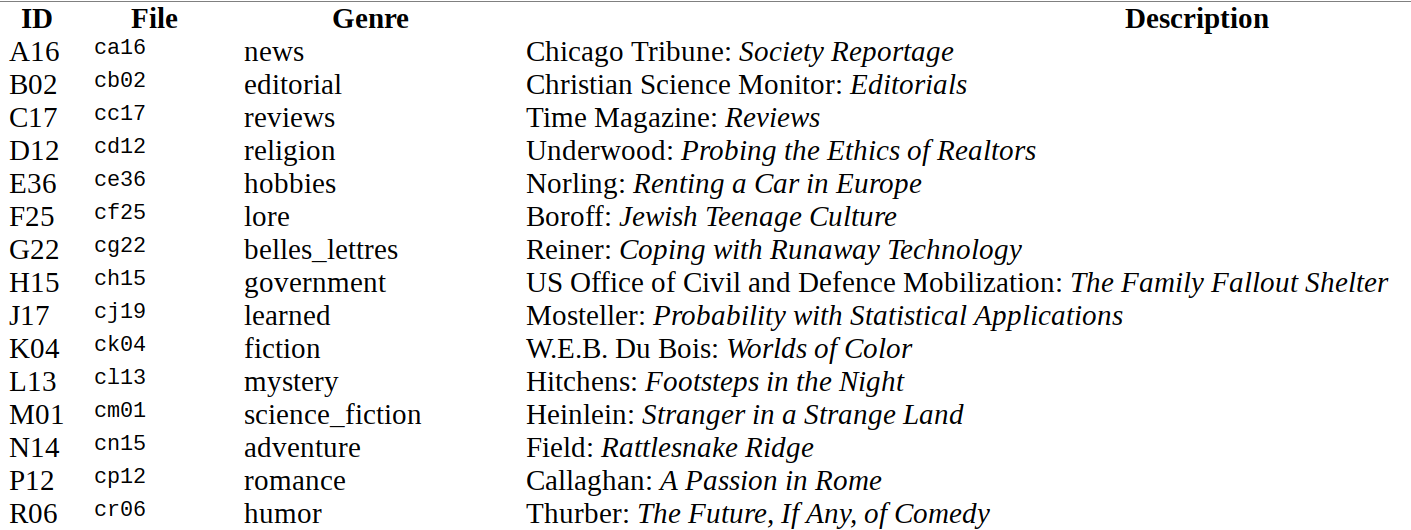 ID File Genre Description
A16 ca16 news Chicago Tribune: Society Reportage
B02 cb02 editorial Christian Science Monitor: Editorials
C17 cc17 reviews Time Magazine: Reviews
D12 cd12 religion Underwood: Probing the Ethics of Realtors
E36 ce36 hobbies Norling: Renting a Car in Europe
F25 cf25 lore Boroff: Jewish Teenage Culture
G22 cg22 belles_lettres Reiner: Coping with Runaway Technology
H15 ch15 government US Office of Civil and Defence Mobilization: The Family Fallout Shelter
J17 cj19 learned Mosteller: Probability with Statistical Applications
K04 ck04 fiction W.E.B. Du Bois: Worlds of Color
L13 cl13 mystery Hitchens: Footsteps in the Night
M01 cm01 science_fiction Heinlein: Stranger in a Strange Land
N14 cn15 adventure Field: Rattlesnake Ridge
P12 cp12 romance Callaghan: A Passion in Rome
R06 cr06 humor Thurber: The Future, If Any, of Comedy